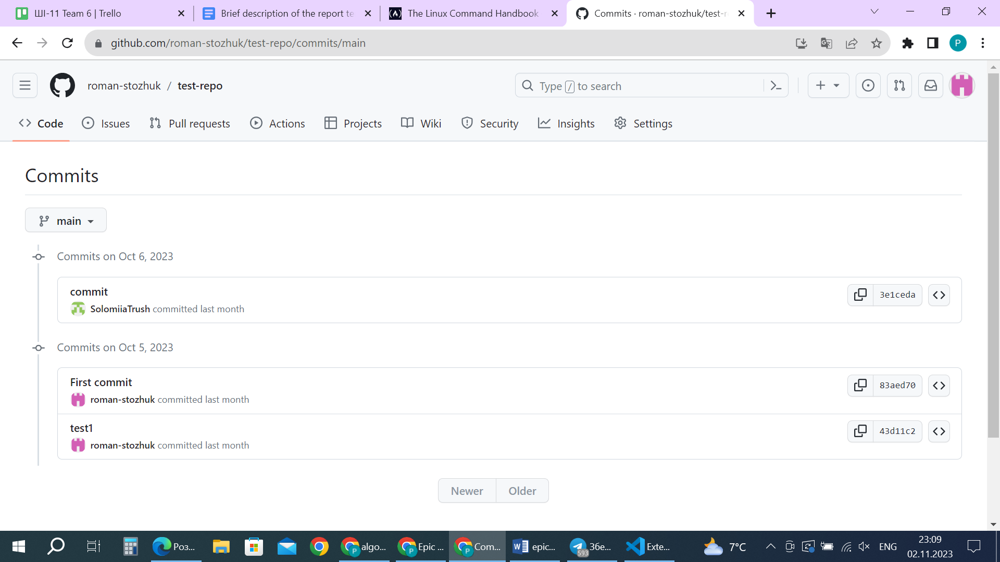 ШІ-11 Team 6 | Trello
Brief description of the report te
The Linux Command Handbook
Commits · roman-stozhuk/test-r
github.com/roman-stozhuk/test-repo/commits/main
P
roman-stozhuk / test-repo
Type / to search
Code
Issues
Pull requests
Actions
Projects
Wiki
Security
Insights
Settings
Commits
main
Commits on Oct 6, 2023
commit
SolomiiaTrush committed last month
3e1ceda
Commits on Oct 5, 2023
First commit
roman-stozhuk committed last month
83aed70
test1
roman-stozhuk committed last month
43d11c2
Newer
Older
Роз...
algo...
Epic ...
Com...
epic...
593
Збе...
Exte...
7°C
ENG
23:09
02.11.2023